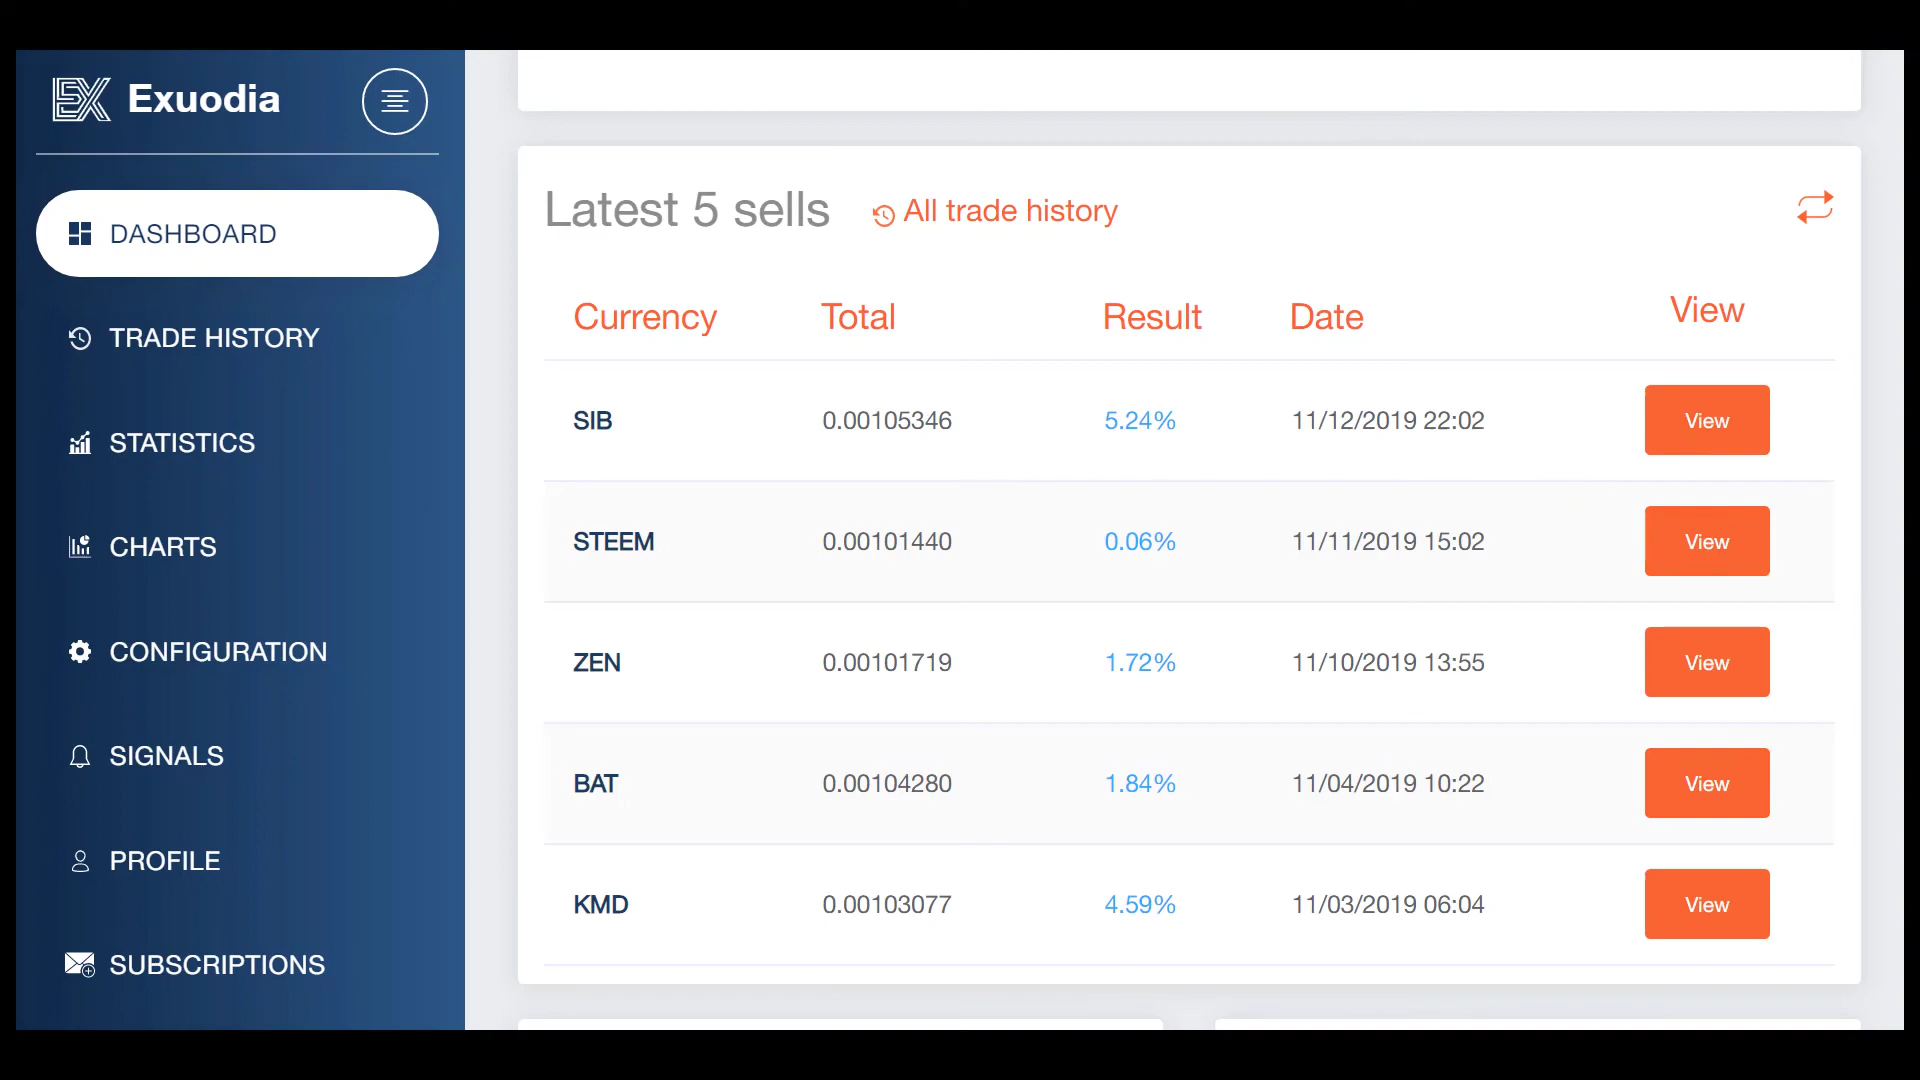 EX Exuodia
DASHBOARD
TRADE HISTORY
STATISTICS
CHARTS
CONFIGURATION
SIGNALS
PROFILE
SUBSCRIPTIONS
Latest 5 sells All trade history
Currency Total Result Date View
SIB 0.00105346 5.24% 11/12/2019 22:02 View
STEEM 0.00101440 0.06% 11/11/2019 15:02 View
ZEN 0.00101719 1.72% 11/10/2019 13:55 View
BAT 0.00104280 1.84% 11/04/2019 10:22 View
KMD 0.00103077 4.59% 11/03/2019 06:04 View